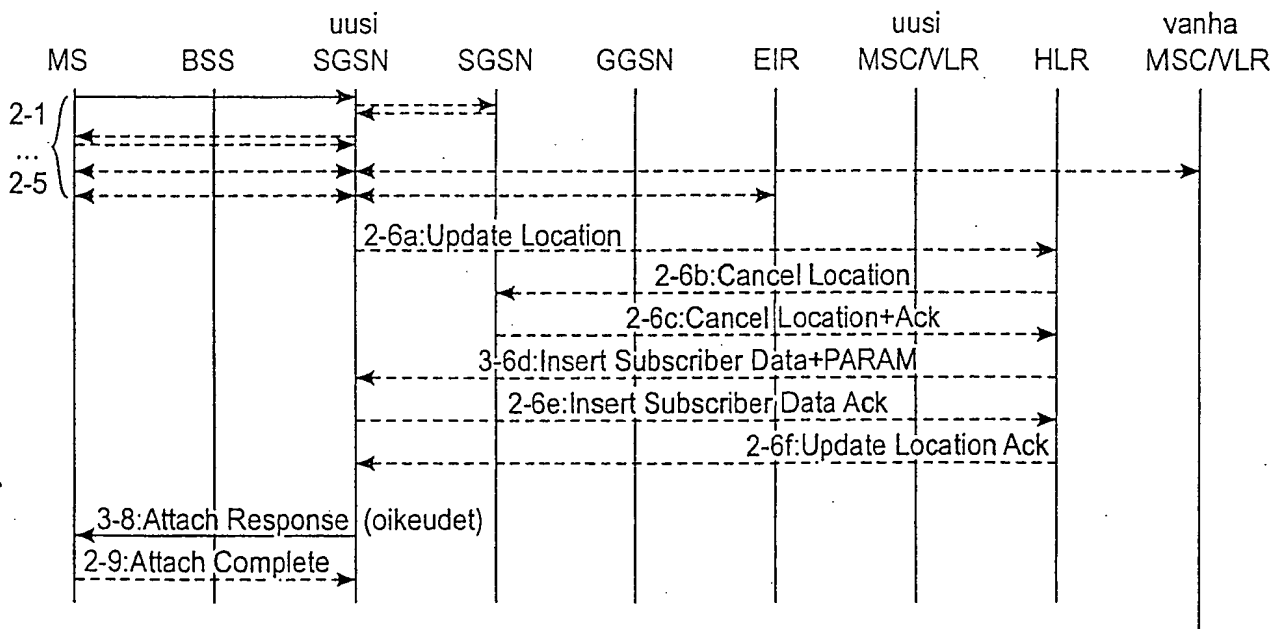 uusi uusi vanha
MS BSS SGSN SGSN GGSN EIR MSC/VLR HLR MSC/VLR
2-1
...
2-5
2-6a:Update Location
2-6b:Cancel Location
2-6c:Cancel Location+Ack
3-6d:Insert Subscriber Data+PARAM
2-6e:Insert Subscriber Data Ack
2-6f:Update Location Ack
3-8:Attach Response (oikeudet)
2-9:Attach Complete